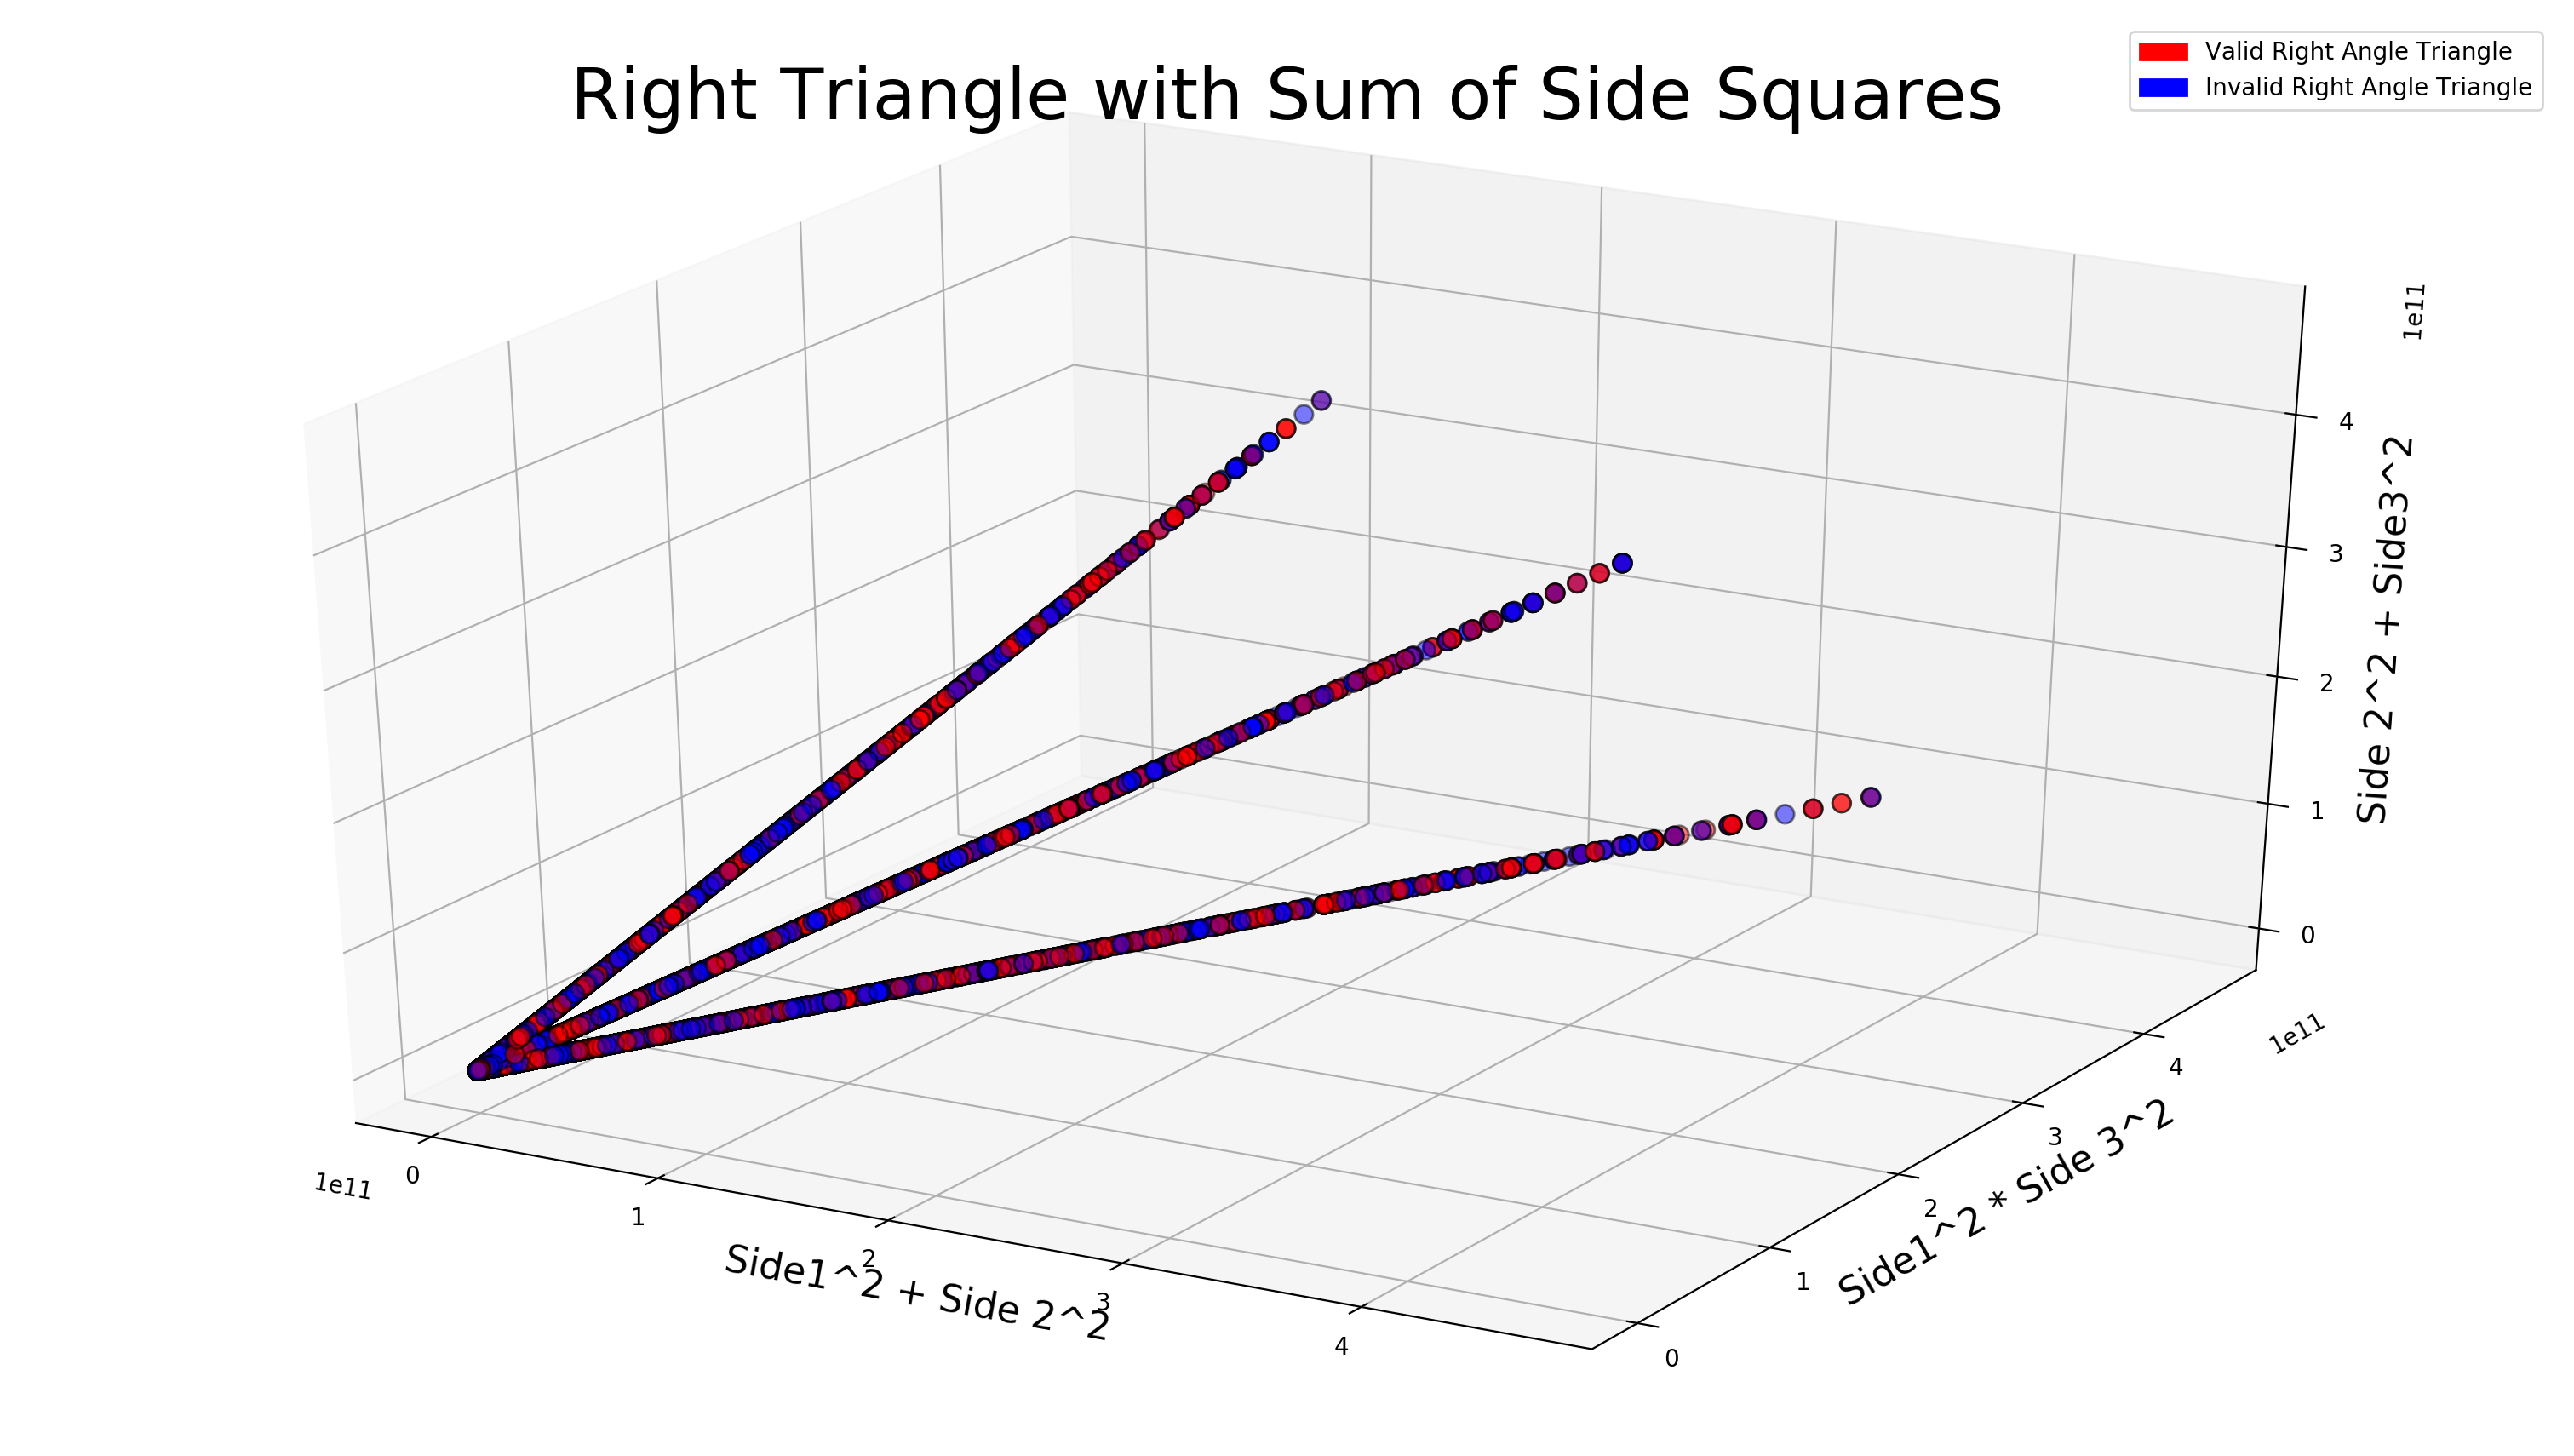 Right Triangle with Sum of Side Squares
Valid Right Angle Triangle
Invalid Right Angle Triangle
1e11
4
3
2
1
0
Side 2^2 + Side3^2
1e11
4
3
2
1
0
Side1^2 * Side 3^2
1e11
0
1
2
3
4
Side1^2 + Side 2^2